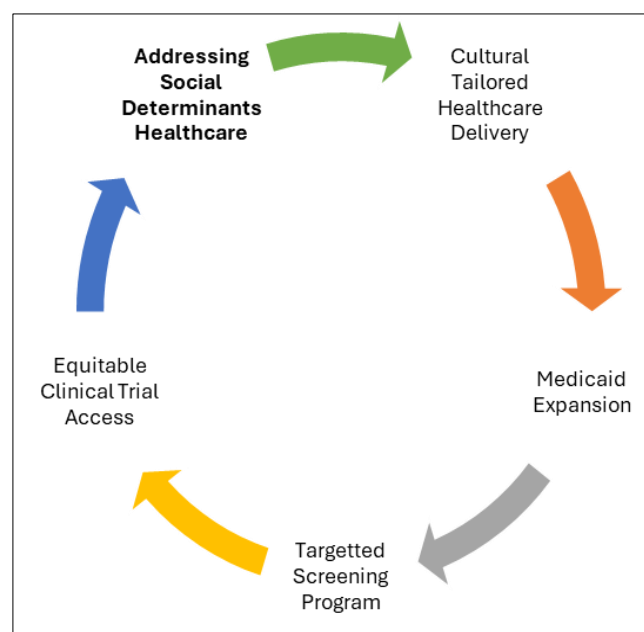 Addressing
Social
Determinants
Healthcare
Cultural
Tailored
Healthcare
Delivery
Medicaid
Expansion
Targetted
Screening
Program
Equitable
Clinical Trial
Access